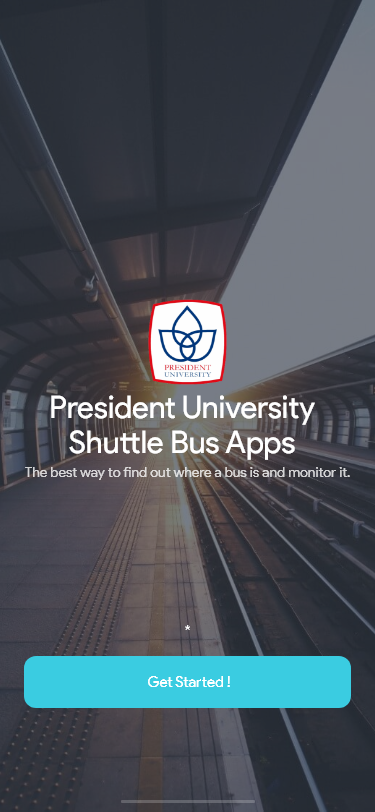 PRESIDENT
UNIVERSITY
President University
Shuttle Bus Apps
The best way to find out where a bus is and monitor it.
*
Get Started !